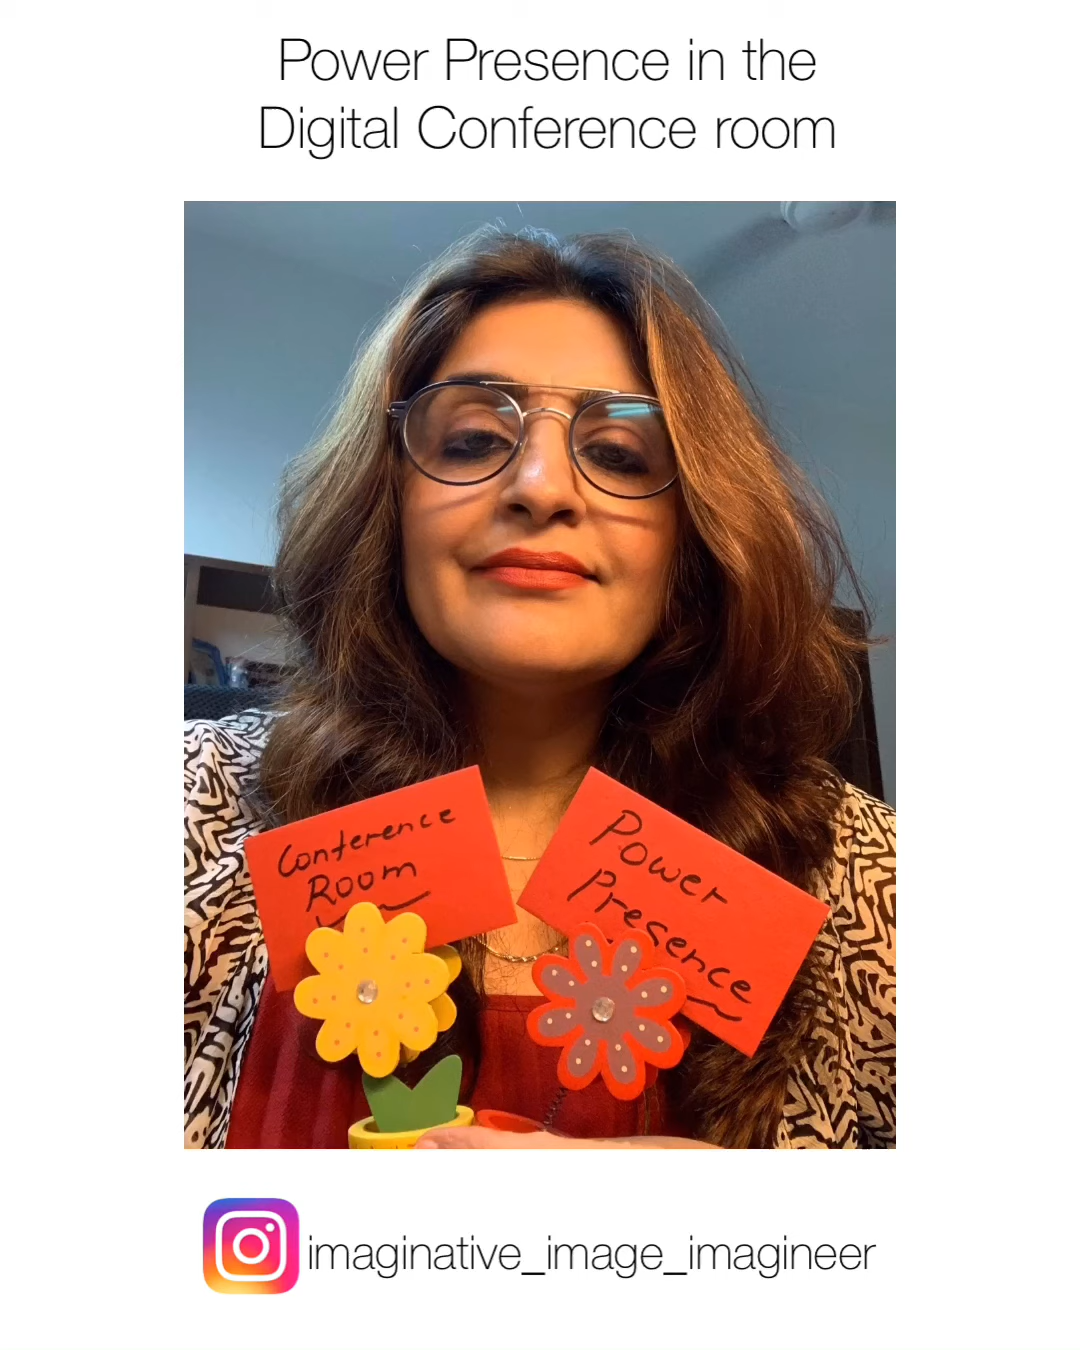 Power Presence in the
Digital Conference room
Conference
Room
Power
Presence
imaginative_image_imagineer